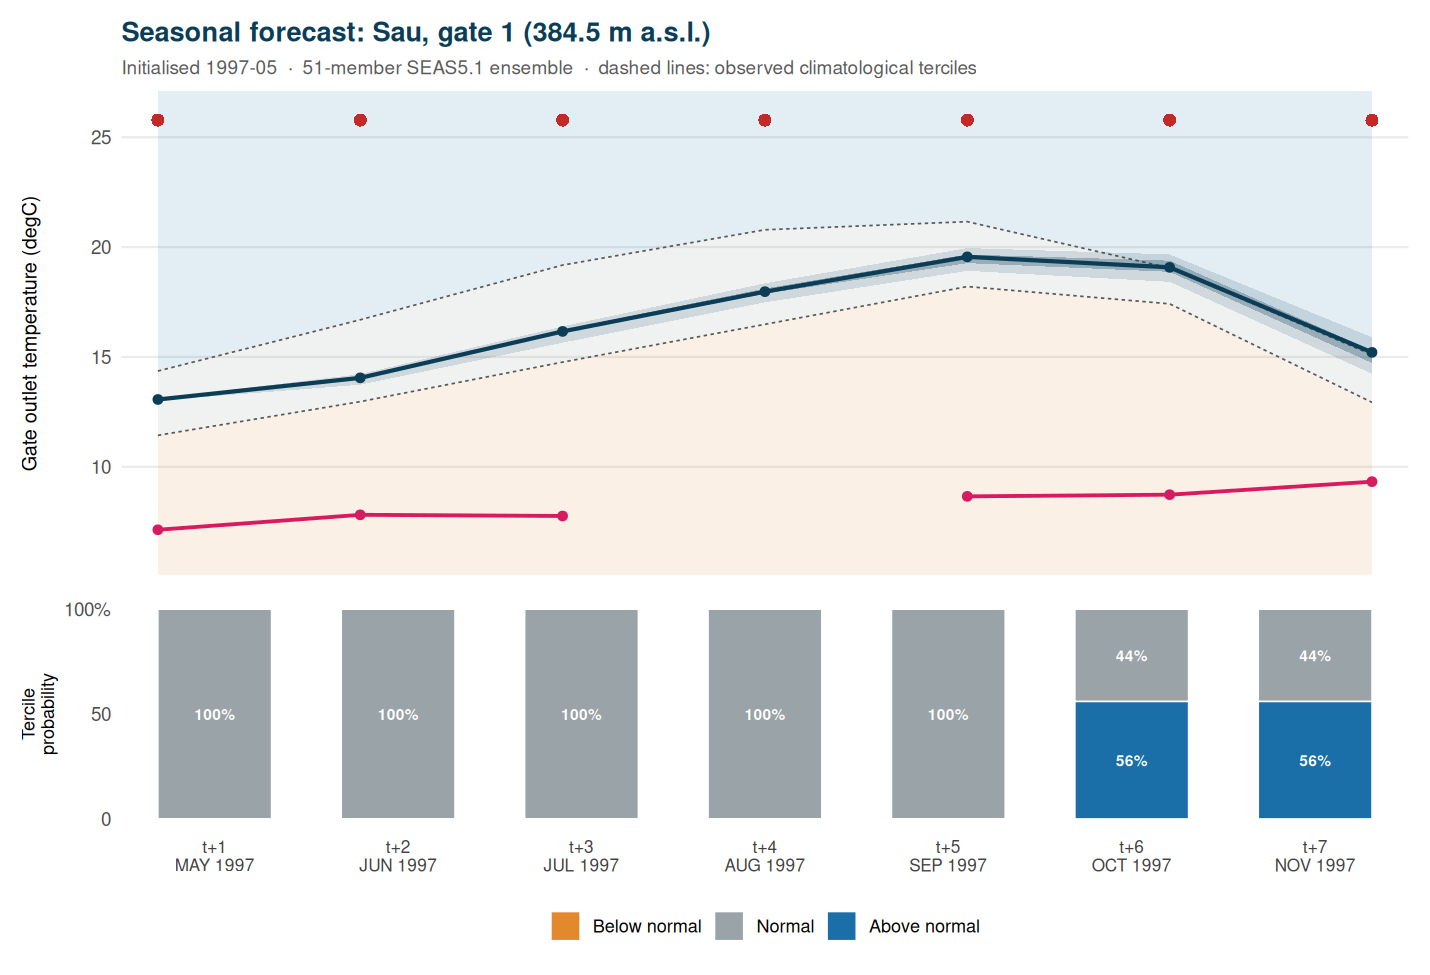 Seasonal forecast: Sau, gate 1 (384.5 m a.s.l.)
Initialised 1997-05 · 51-member SEAS5.1 ensemble · dashed lines: observed climatological terciles
Gate outlet temperature (degC)
25
20
15
10
Tercile
probability
100%
50
0
100%
100%
100%
100%
100%
44%
56%
44%
56%
t+1
MAY 1997
t+2
JUN 1997
t+3
JUL 1997
t+4
AUG 1997
t+5
SEP 1997
t+6
OCT 1997
t+7
NOV 1997
Below normal
Normal
Above normal